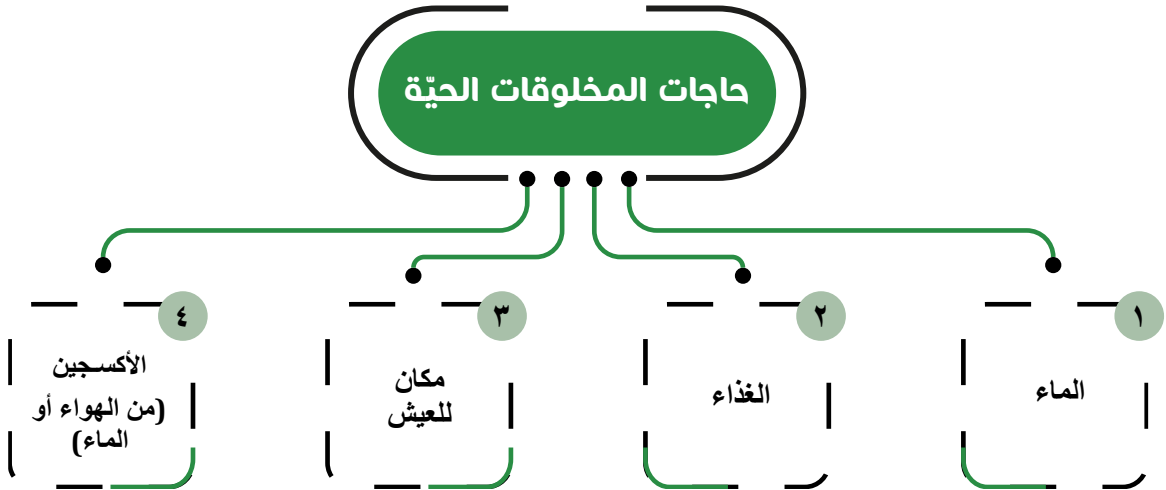 حاجات المخلوقات الحيّة
١
الماء
٢
الغذاء
٣
مكان
للعيش
٤
الأكسجين
(من الهواء أو
الماء)